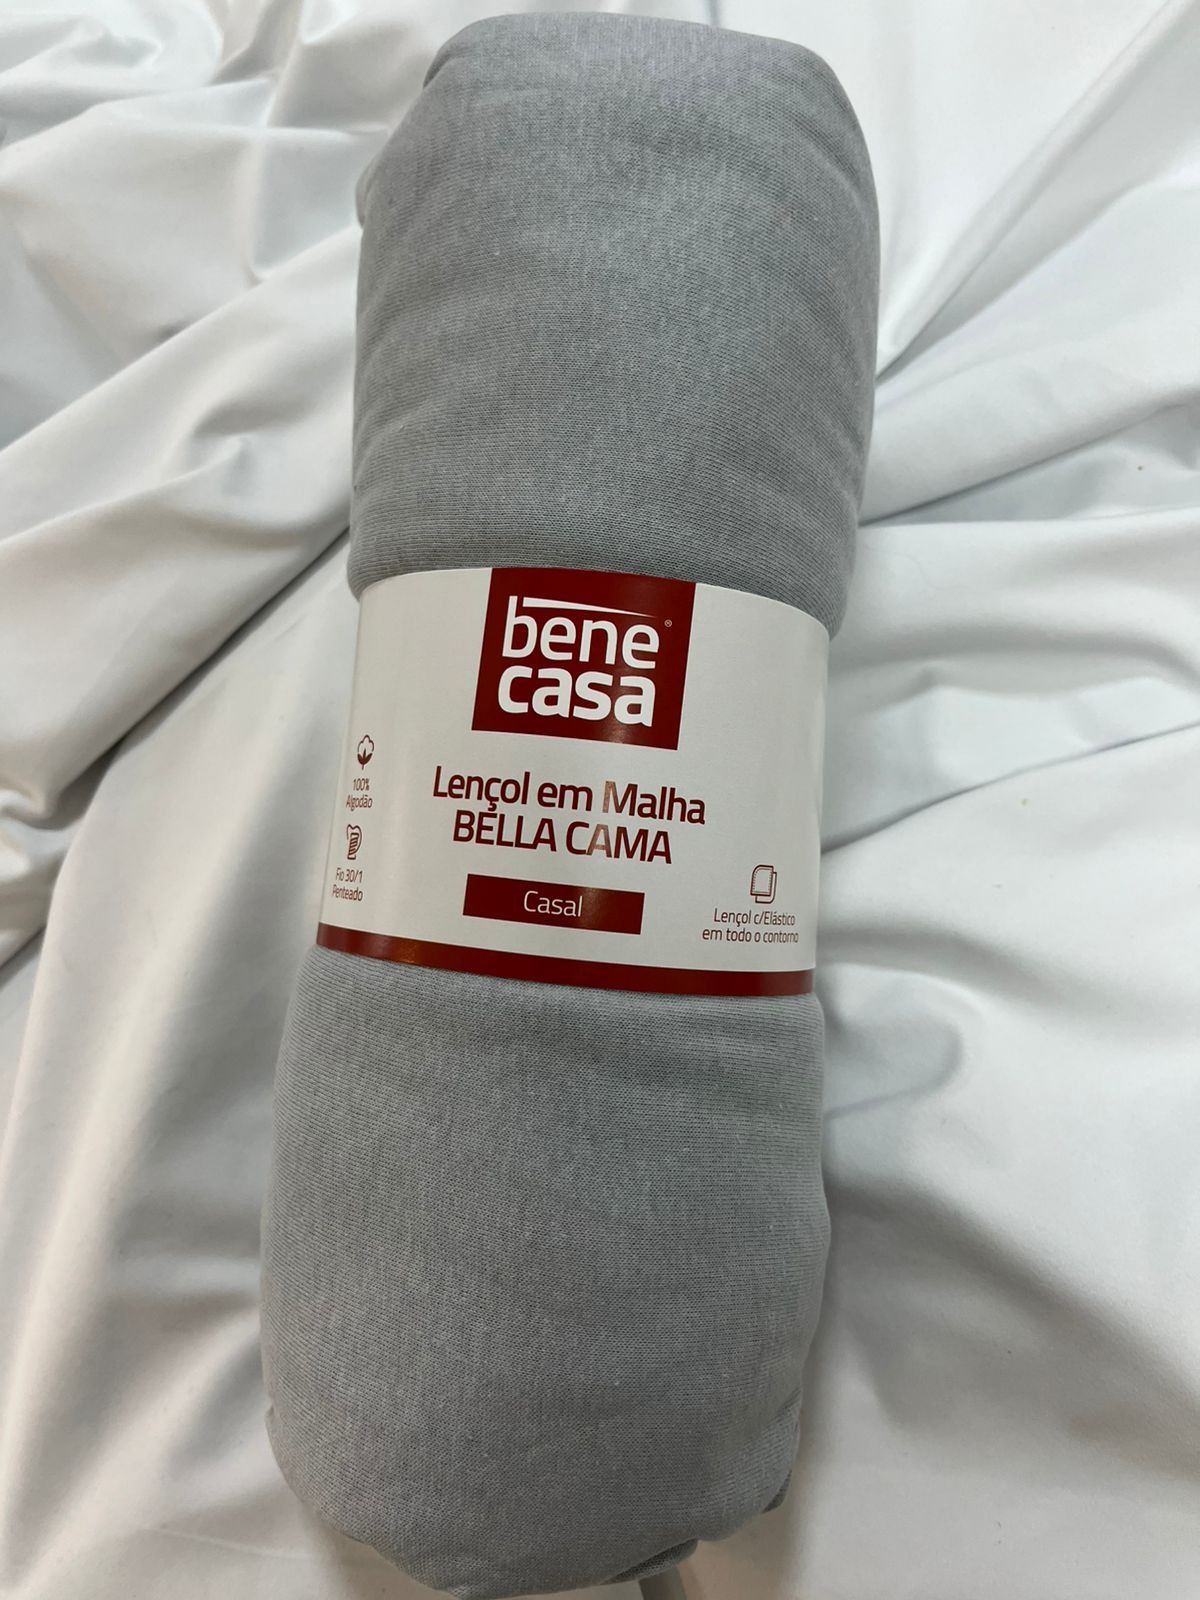 bene®
casa
100%
Algodão
Fio 30/1
Penteado
Lençol em Malha
BELLA CAMA
Casal
Lençol c/Elástico
em todo o contorno